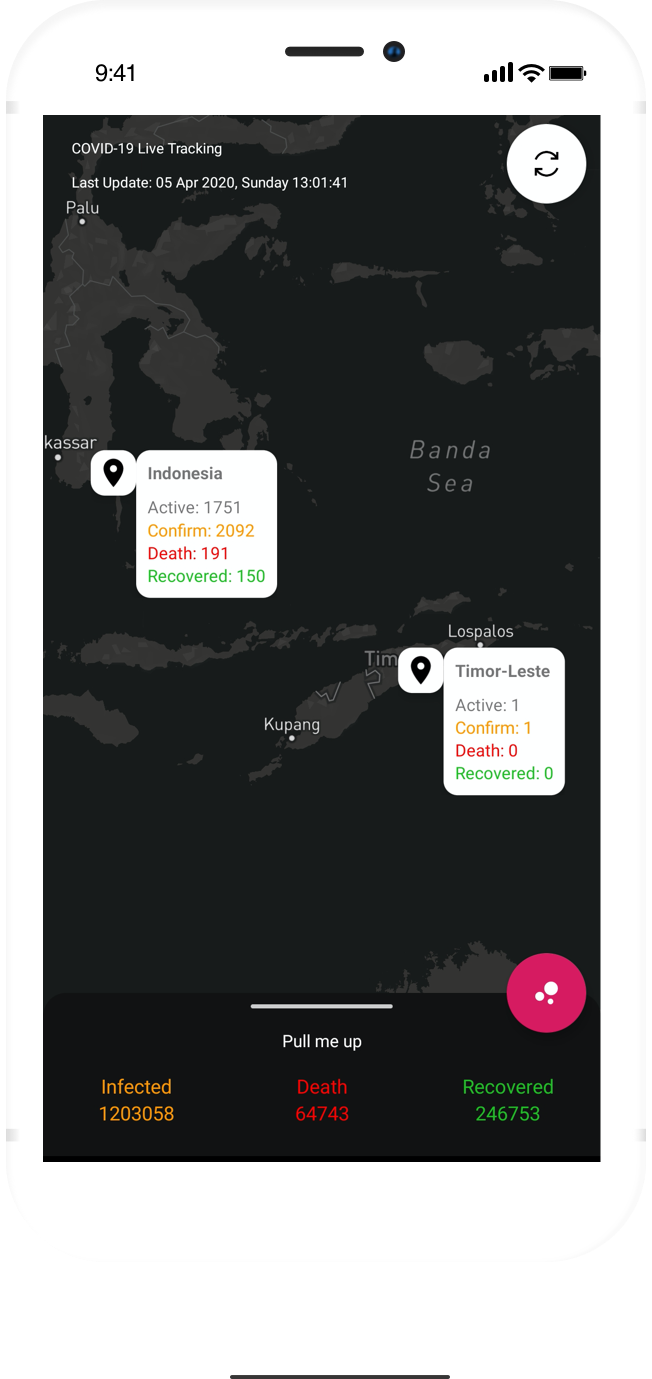 9:41
COVID-19 Live Tracking
Last Update: 05 Apr 2020, Sunday 13:01:41
Palu
kassar
Banda
Sea
Indonesia
Active: 1751
Confirm: 2092
Death: 191
Recovered: 150
Lospalos
Tim
Timor-Leste
Active: 1
Confirm: 1
Death: 0
Recovered: 0
Kupang
Pull me up
Infected Death Recovered
1203058 64743 246753